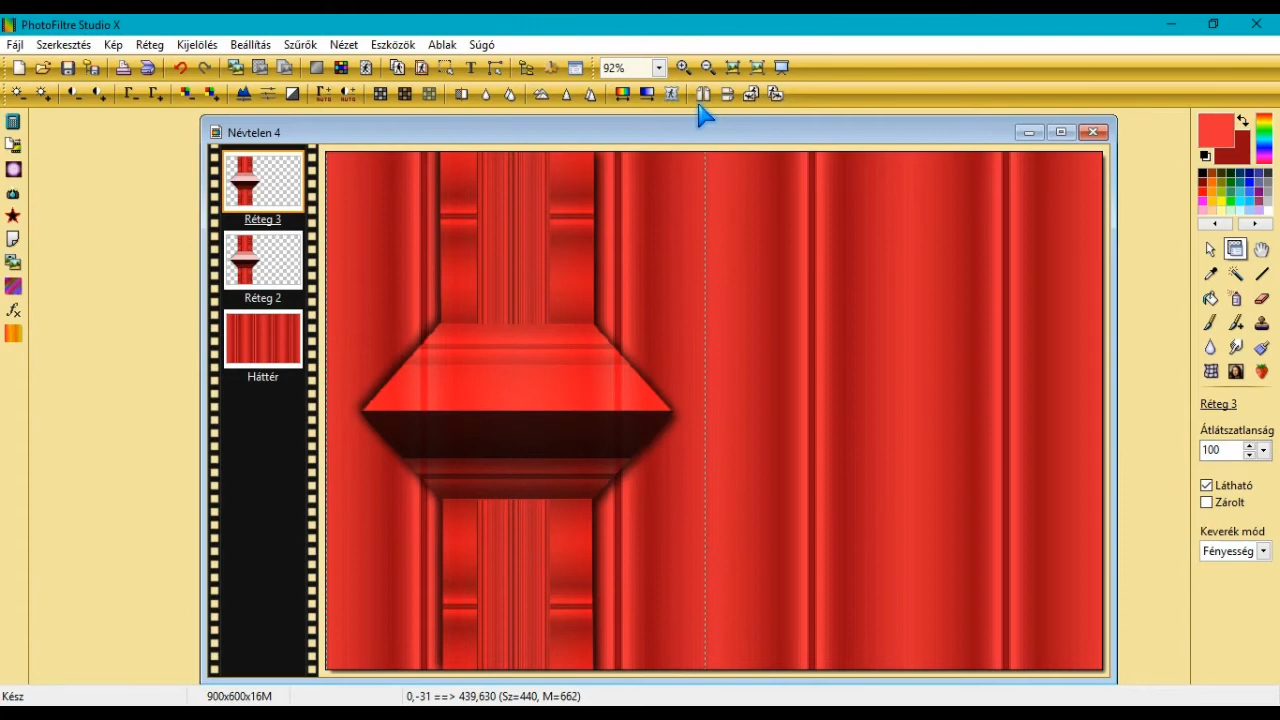 PhotoFiltre Studio X
Fájl Szerkesztés Kép Réteg Kijelölés Beállítás Szűrők Nézet Eszközök Ablak Súgó
92%
AUTO AUTO
Névtelen 4
Réteg 3
Réteg 2
Háttér
Réteg 3
Átlátszatlanság
100
Látható
Zárolt
Keverék mód
Fényesség
Kész 900x600x16M 0,-31 ==> 439,630 (Sz=440, M=662)